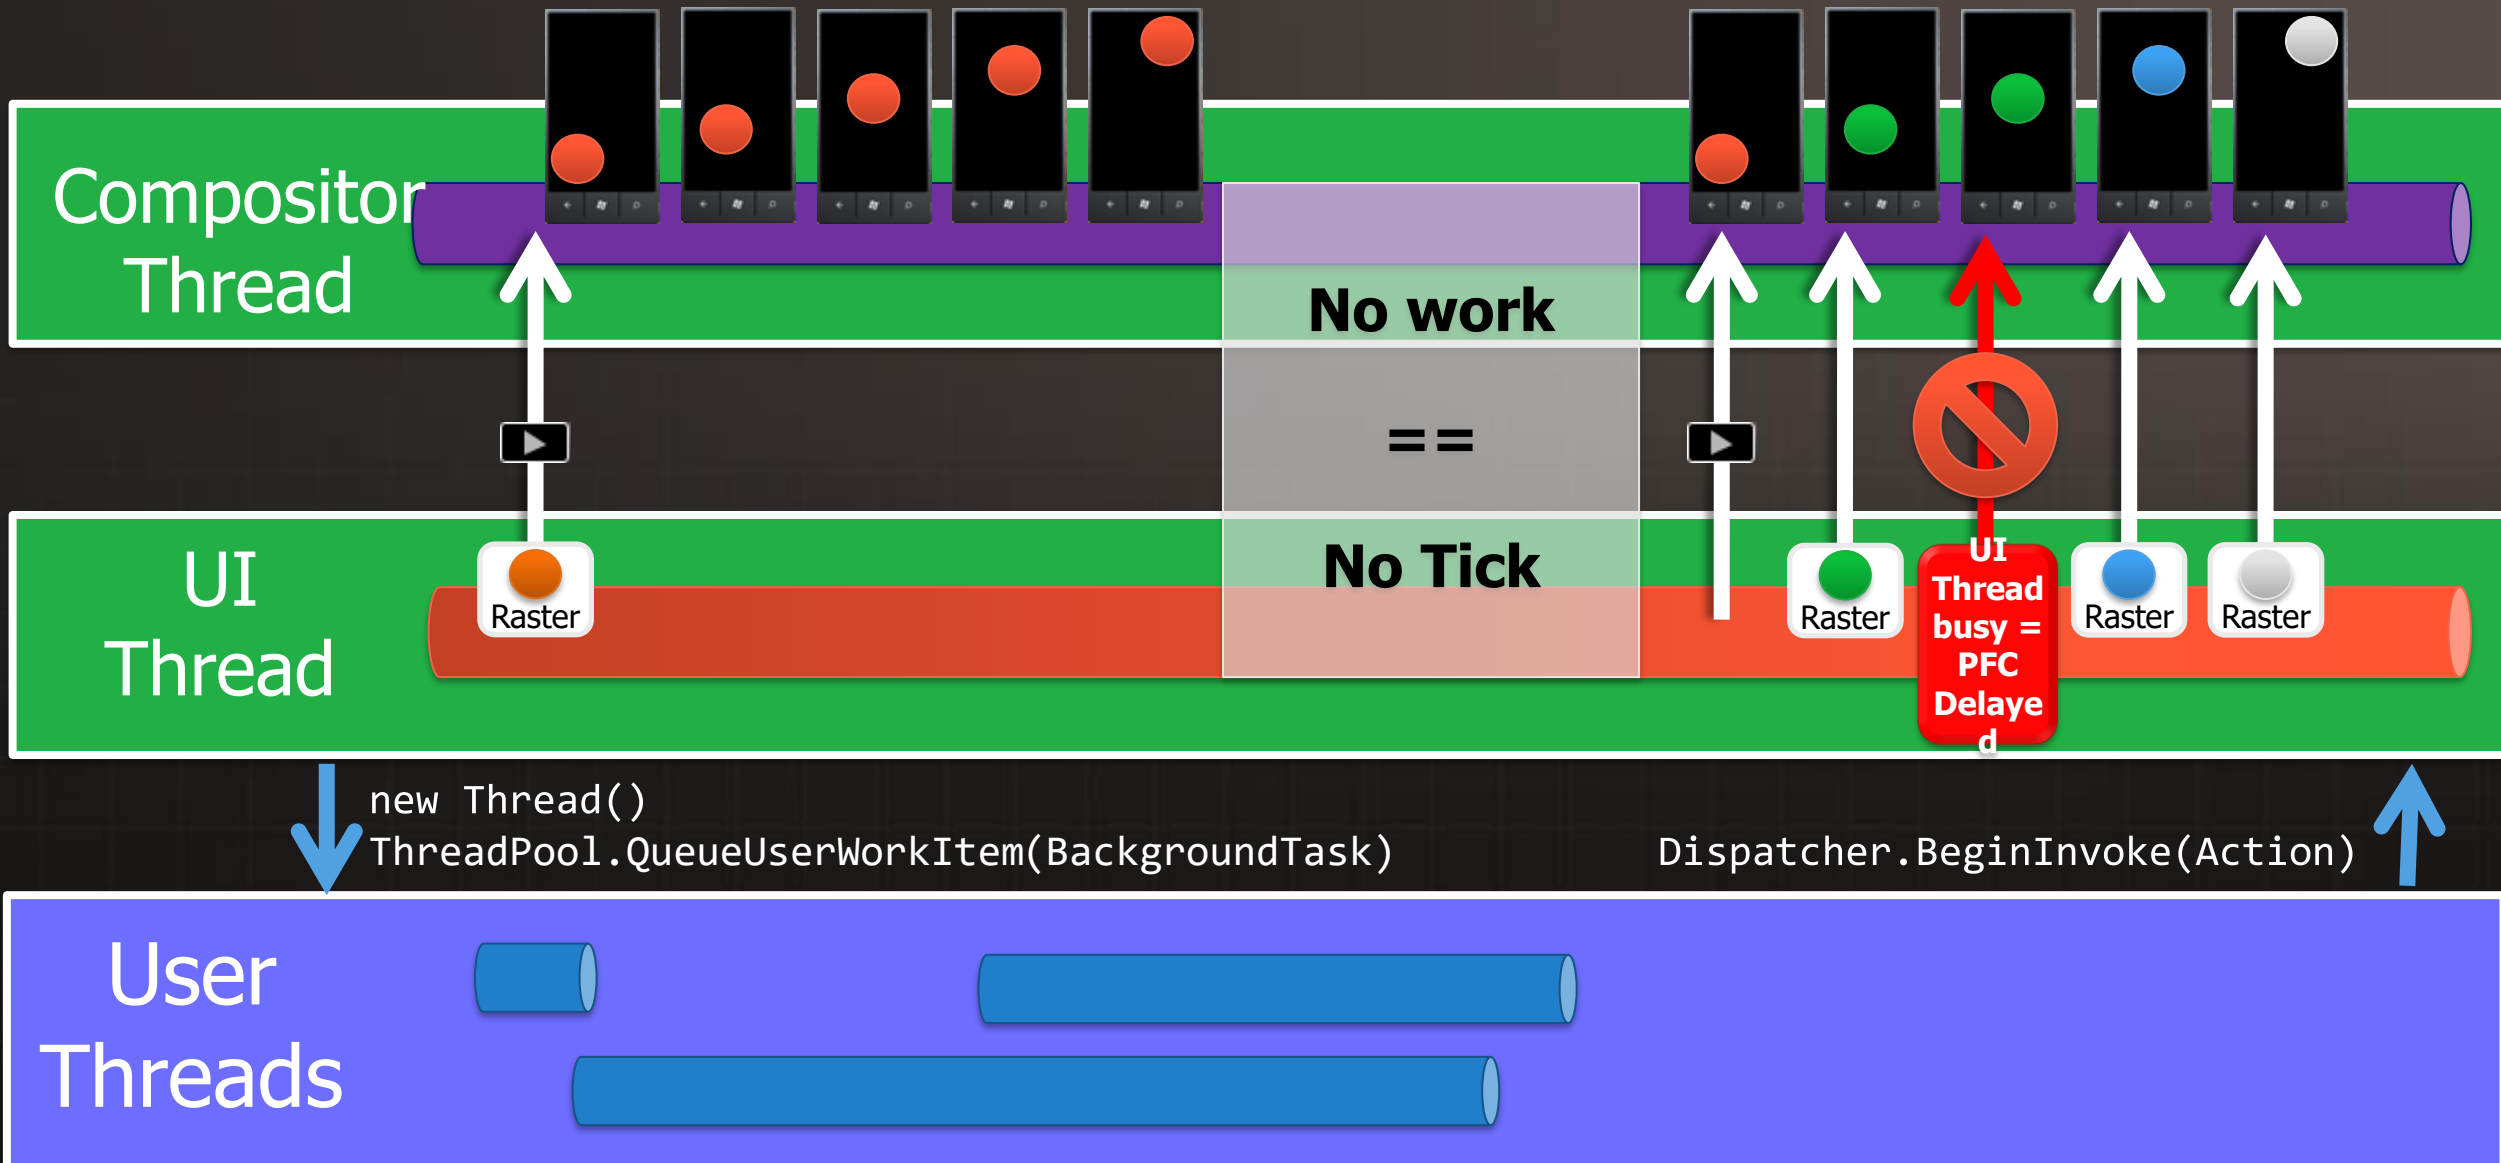 Compositor
Thread
No work
==
No Tick
UI
Thread
Raster
Raster
UI
Thread
busy =
PFC
Delaye
d
Raster
Raster
new Thread()
ThreadPool.QueueUserWorkItem(BackgroundTask)
Dispatcher.BeginInvoke(Action)
User
Threads